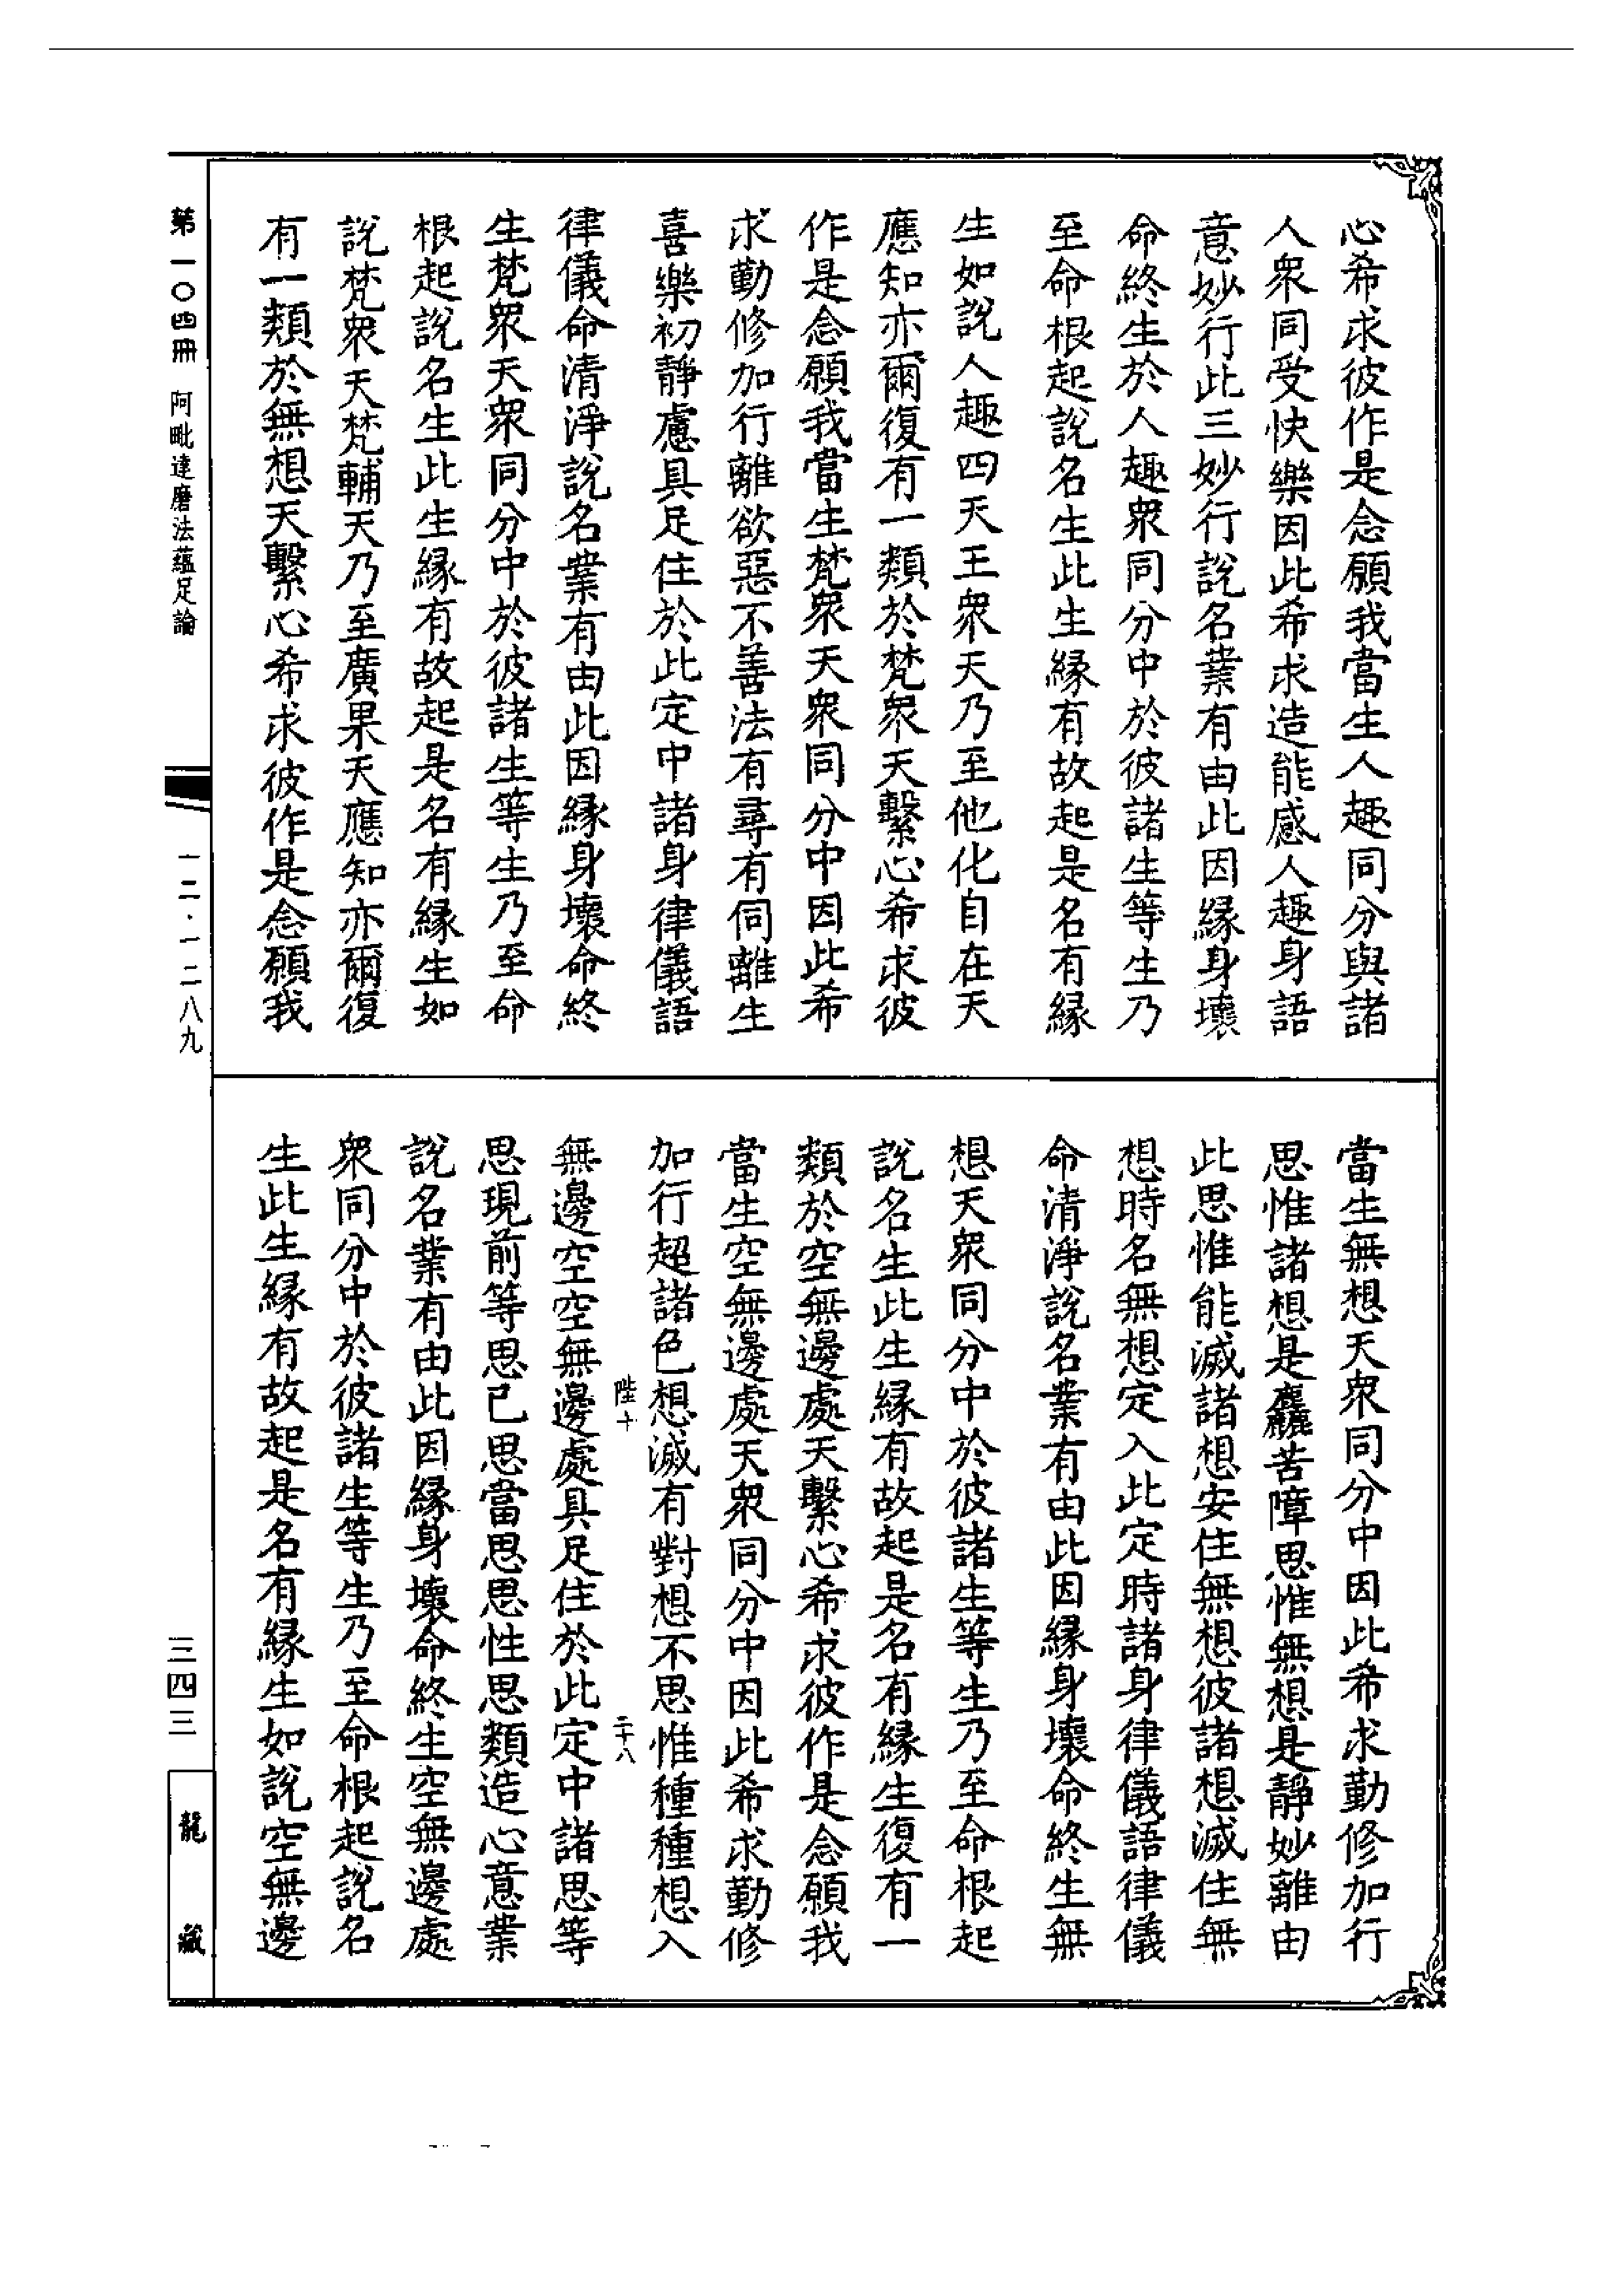 心希求彼作是念願我當生人趣同分與諸
人衆同受快樂因此希求造能感人趣身語
意妙行此三妙行說名業有由此因緣身壞
命終生於人趣衆同分中於彼諸生等生乃
至命根起說名生此生緣有故起是名有緣
生如說人趣四天王衆天乃至他化自在天
應知亦爾復有一類於梵衆天繫心希求彼
作是念願我當生梵衆天衆同分中因此希
求勤修加行離欲惡不善法有尋有伺離生
喜樂初靜慮具足住於此定中諸身律儀語
律儀命清淨說名業有由此因緣身壞命終
生梵衆天衆同分中於彼諸生等生乃至命
根起說名生此生緣有故起是名有緣生如
說梵衆天梵輔天乃至廣果天應知亦爾復
有一類於無想天繫心希求彼作是念願我
當生無想天衆同分中因此希求勤修加行
思惟諸想是麤苦障思惟無想是靜妙離由
此思惟能滅諸想安住無想彼諸想滅住無
想時名無想定入此定時諸身律儀語律儀
命清淨說名業有由此因緣身壞命終生無
想天衆同分中於彼諸生等生乃至命根起
說名生此生緣有故起是名有緣生復有一
類於空無邊處天繫心希求彼作是念願我
當生空無邊處天衆同分中因此希求勤修
加行超諸色想滅有對想不思惟種種想入
陛十 二十八
無邊空空無邊處具足住於此定中諸思等
思現前等思已思當思思性思類造心意業
說名業有由此因緣身壞命終生空無邊處
衆同分中於彼諸生等生乃至命根起說名
生此生緣有故起是名有緣生如說空無邊
第一〇四冊 阿毗達磨法蘊足論
一二·一二八九
三四三
龍藏